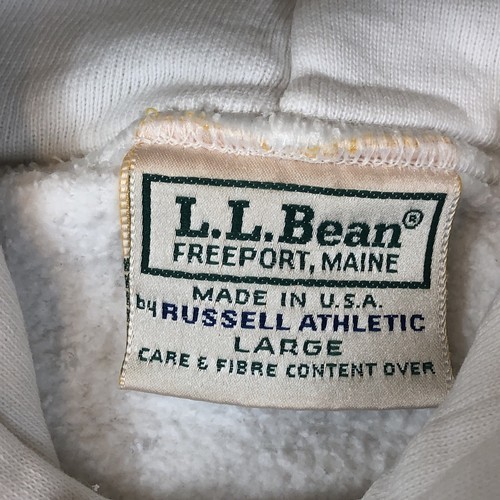 L.L.Bean®
FREEPORT, MAINE
MADE IN U.S.A.
by RUSSELL ATHLETIC
LARGE
CARE & FIBRE CONTENT OVER